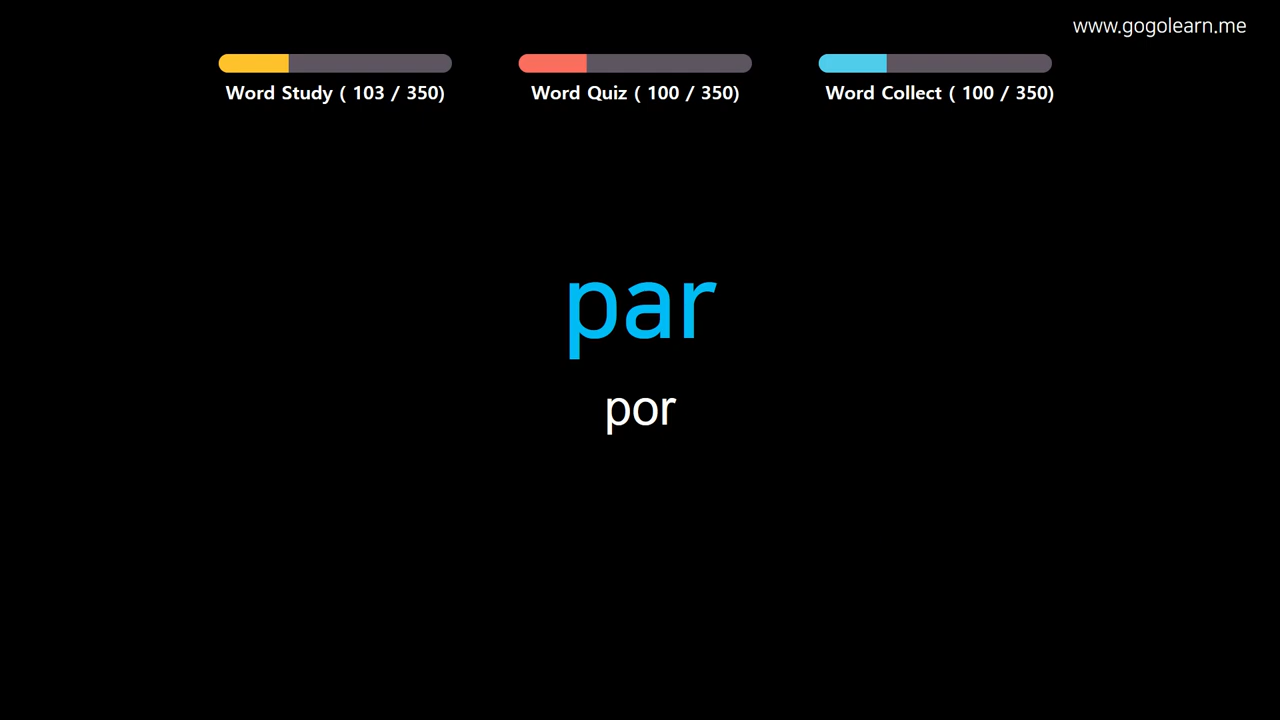 www.gogolearn.me
Word Study ( 103 / 350)
Word Quiz ( 100 / 350)
Word Collect ( 100 / 350)
par
por